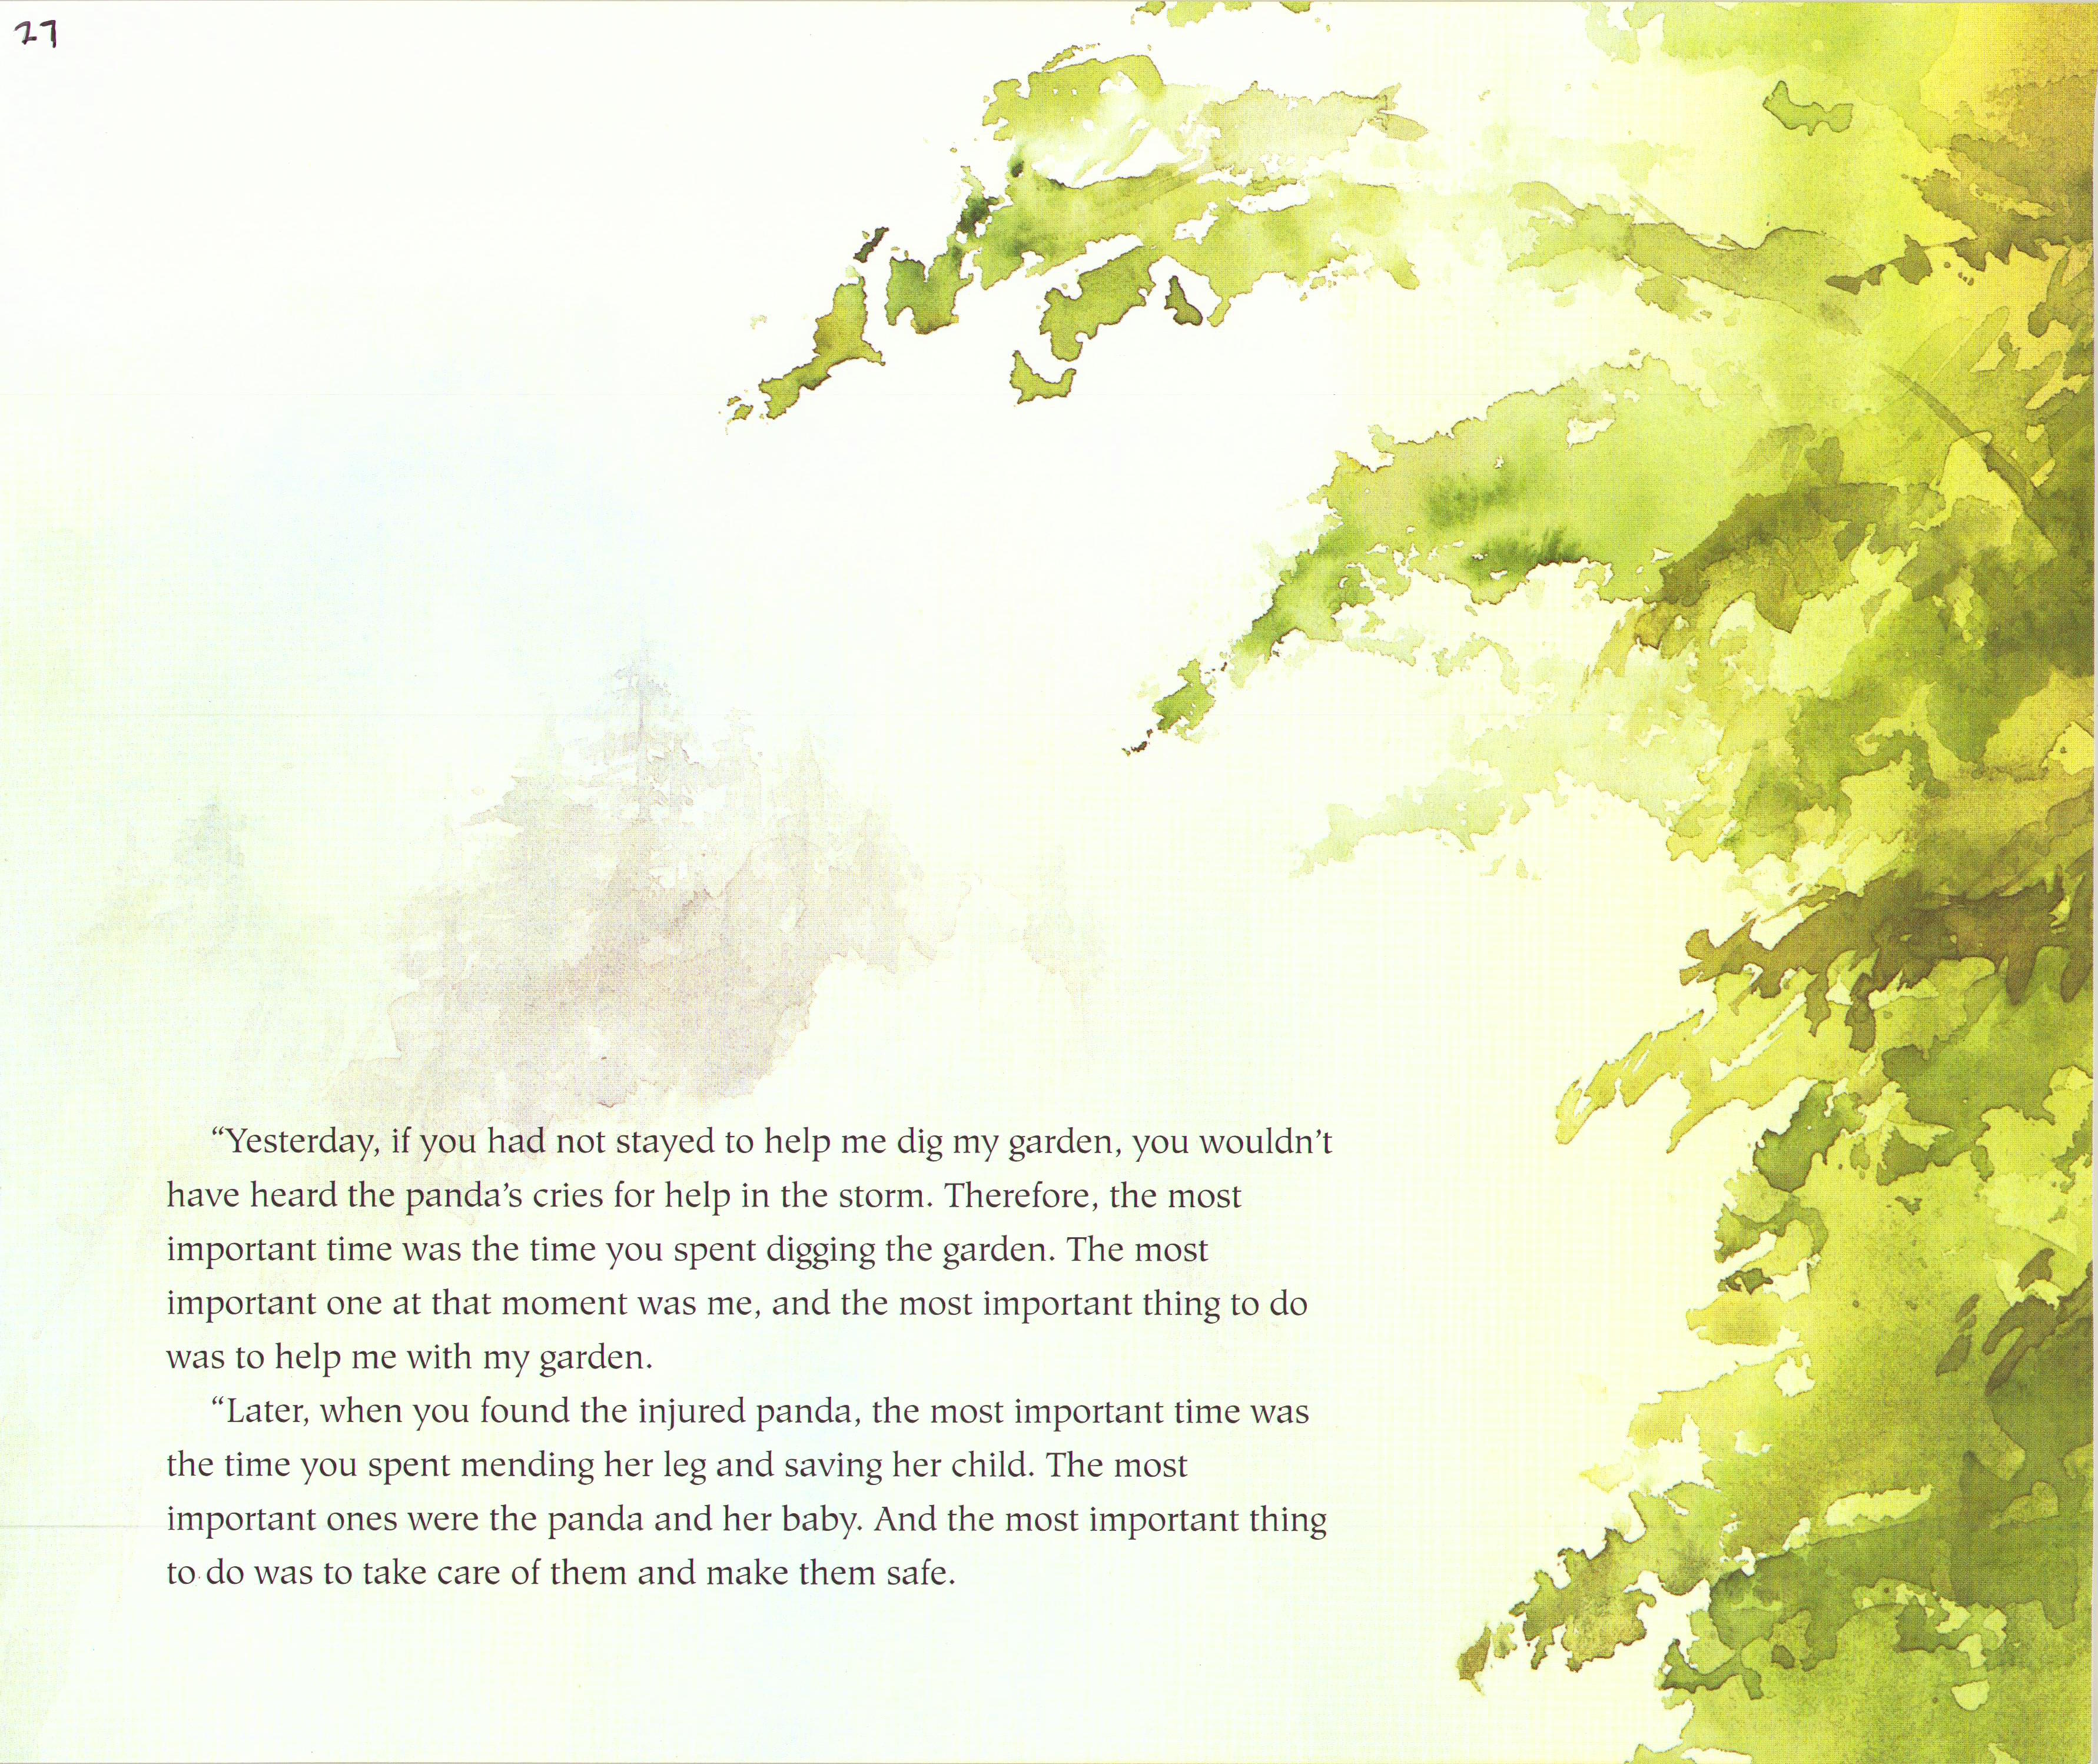 27
“Yesterday, if you had not stayed to help me dig my garden, you wouldn’t
have heard the panda’s cries for help in the storm. Therefore, the most
important time was the time you spent digging the garden. The most
important one at that moment was me, and the most important thing to do
was to help me with my garden.
“Later, when you found the injured panda, the most important time was
the time you spent mending her leg and saving her child. The most
important ones were the panda and her baby. And the most important thing
to do was to take care of them and make them safe.